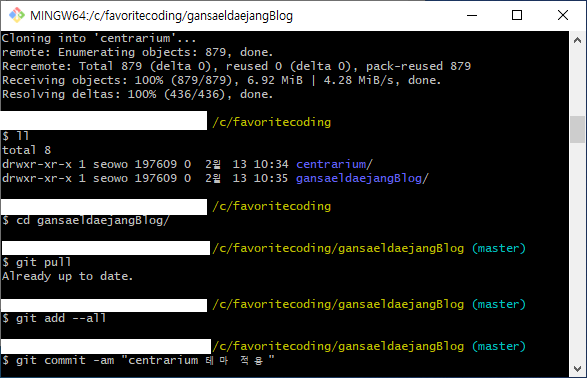 MINGW64:/c/favoritecoding/gansaeldaejangBlog
Cloning into 'centrarium'...
remote: Enumerating objects: 879, done.
Recremote: Total 879 (delta 0), reused 0 (delta 0), pack-reused 879
Receiving objects: 100% (879/879), 6.92 MiB | 4.28 MiB/s, done.
Resolving deltas: 100% (436/436), done.
/c/favoritecoding
$ ll
total 8
drwxr-xr-x 1 seowo 197609 0  2월  13 10:34 centrarium/
drwxr-xr-x 1 seowo 197609 0  2월  13 10:35 gansaeldaejangBlog/
/c/favoritecoding
$ cd gansaeldaejangBlog/
/c/favoritecoding/gansaeldaejangBlog (master)
$ git pull
Already up to date.
/c/favoritecoding/gansaeldaejangBlog (master)
$ git add --all
/c/favoritecoding/gansaeldaejangBlog (master)
$ git commit -am "centrarium 테마 적용"